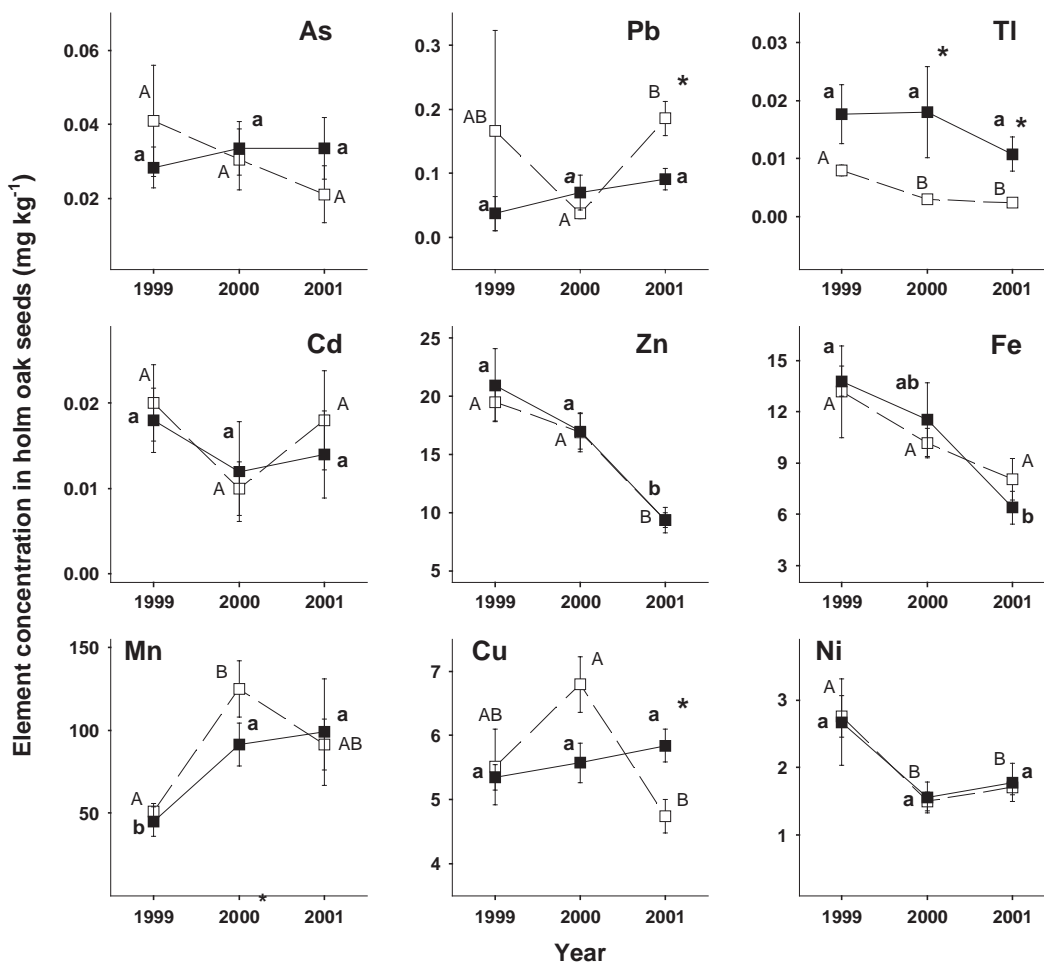 Element concentration in holm oak seeds (mg kg⁻¹)
As
0.06
0.04
0.02
A
a
a
A
a
A
1999 2000 2001
Pb
0.3
0.2
0.1
0.0
AB
a
a
A
B
*
a
1999 2000 2001
Tl
0.03
0.02
0.01
0.00
a
A
a
*
B
a
*
B
1999 2000 2001
Cd
0.02
0.01
0.00
A
a
a
A
A
a
1999 2000 2001
Zn
25
20
15
10
5
a
A
a
A
b
B
1999 2000 2001
Fe
15
12
9
6
3
a
A
ab
A
A
b
1999 2000 2001
Mn
150
100
50
A
b
B
a
a
AB
1999 2000 * 2001
Cu
7
6
5
4
AB
a
A
a
a
*
B
1999 2000 2001
Ni
3
2
1
A
a
B
a
B
a
1999 2000 2001
Year